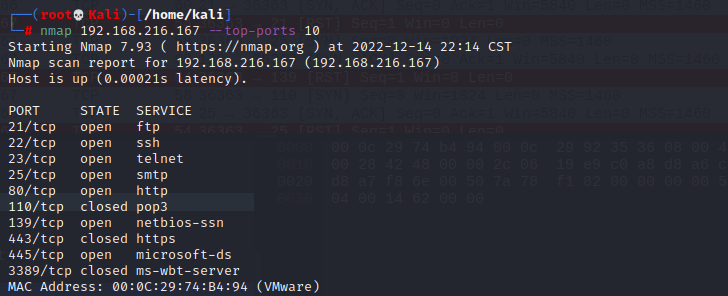 ┌──(root💀Kali)-[/home/kali]
└─# nmap 192.168.216.167 --top-ports 10
Starting Nmap 7.93 ( https://nmap.org ) at 2022-12-14 22:14 CST
Nmap scan report for 192.168.216.167 (192.168.216.167)
Host is up (0.00021s latency).

PORT     STATE  SERVICE
21/tcp   open   ftp
22/tcp   open   ssh
23/tcp   open   telnet
25/tcp   open   smtp
80/tcp   open   http
110/tcp  closed pop3
139/tcp  open   netbios-ssn
443/tcp  closed https
445/tcp  open   microsoft-ds
3389/tcp closed ms-wbt-server
MAC Address: 00:0C:29:74:B4:94 (VMware)